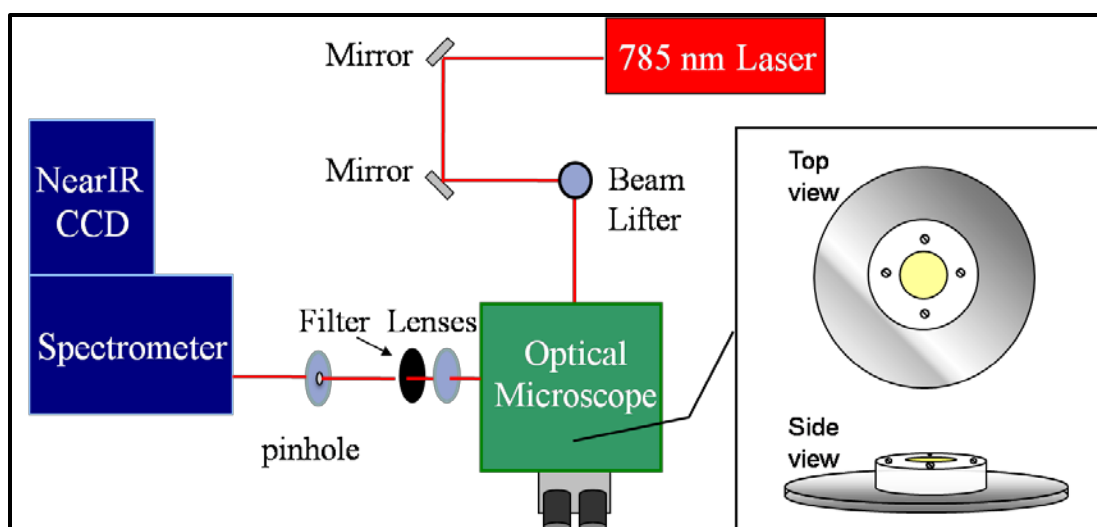 Mirror
785 nm Laser
Mirror
Beam
Lifter
NearIR
CCD
Spectrometer
Filter
Lenses
pinhole
Optical
Microscope
Top
view
Side
view